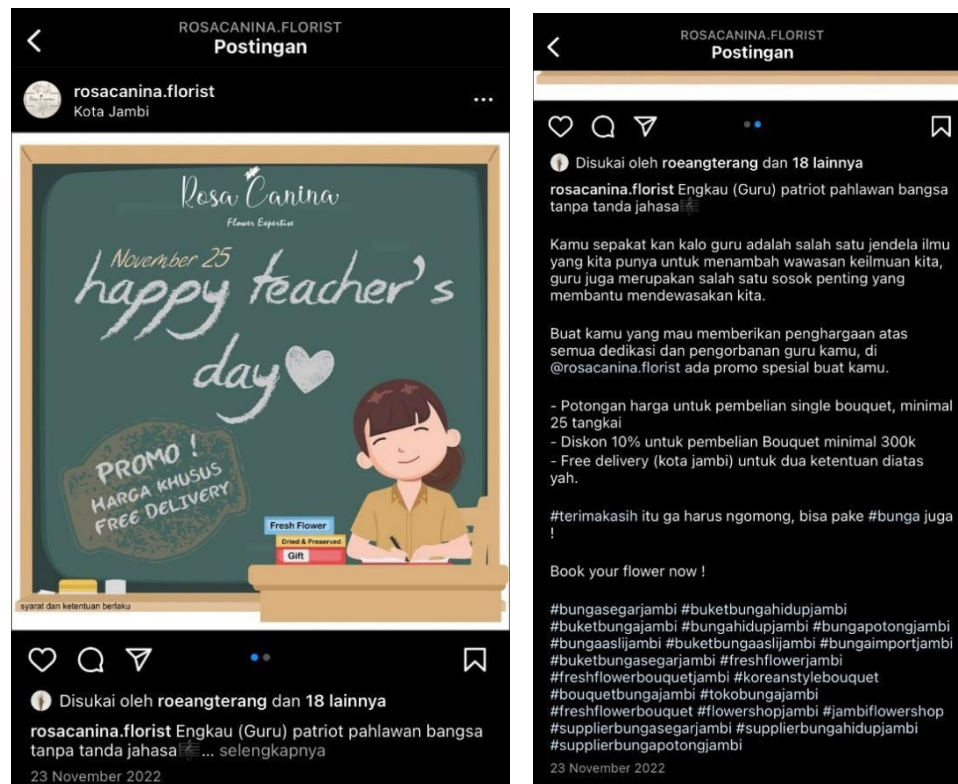 ROSACANINA.FLORIST
Postingan
rosacanina.florist
Kota Jambi
Rosa Canina
Flower Expertise
November 25
happy teacher's
day
PROMO !
HARGA KHUSUS
FREE DELIVERY
Fresh Flower
Dried & Preserved
Gift
syarat dan ketentuan berlaku
Disukai oleh roeangterang dan 18 lainnya
rosacanina.florist Engkau (Guru) patriot pahlawan bangsa
tanpa tanda jahasa🎼... selengkapnya
23 November 2022
ROSACANINA.FLORIST
Postingan
Disukai oleh roeangterang dan 18 lainnya
rosacanina.florist Engkau (Guru) patriot pahlawan bangsa
tanpa tanda jahasa🎼
Kamu sepakat kan kalo guru adalah salah satu jendela ilmu
yang kita punya untuk menambah wawasan keilmuan kita,
guru juga merupakan salah satu sosok penting yang
membantu mendewasakan kita.
Buat kamu yang mau memberikan penghargaan atas
semua dedikasi dan pengorbanan guru kamu, di
@rosacanina.florist ada promo spesial buat kamu.
- Potongan harga untuk pembelian single bouquet, minimal
25 tangkai
- Diskon 10% untuk pembelian Bouquet minimal 300k
- Free delivery (kota jambi) untuk dua ketentuan diatas
yah.
#terimakasih itu ga harus ngomong, bisa pake #bunga juga
!
Book your flower now !
#bungasegarjambi #buketbungahidupjambi
#buketbungajambi #bungahidupjambi #bungapotongjambi
#bungaaslijambi #buketbungaaslijambi #bungaimportjambi
#buketbungasegarjambi #freshflowerjambi
#freshflowerbouquetjambi #koreanstylebouquet
#bouquetbungajambi #tokobungajambi
#freshflowerbouquet #flowershopjambi #jambiflowershop
#supplierbungasegarjambi #supplierbungahidupjambi
#supplierbungapotongjambi
23 November 2022